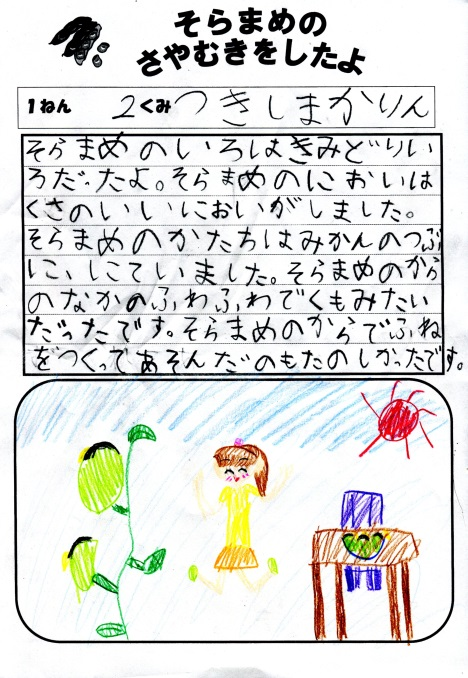 そらまめの
さやむきをしたよ
1ねん 2くみ つきしまかりん
そらまめのいろはきみどりい
ろだったよ。そらまめのにおいは
くさのいいにおいがしました。
そらまめのかたちはみかんのつぶ
に、にていました。そらまめのから
のなかのふわふわでくもみたい
だったです。そらまめのからでふね
をつくってあそんだのもたのしかったです。